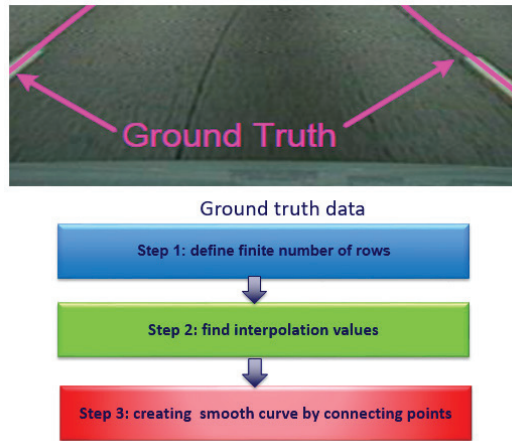 Ground Truth
Ground truth data
Step 1: define finite number of rows
Step 2: find interpolation values
Step 3: creating smooth curve by connecting points